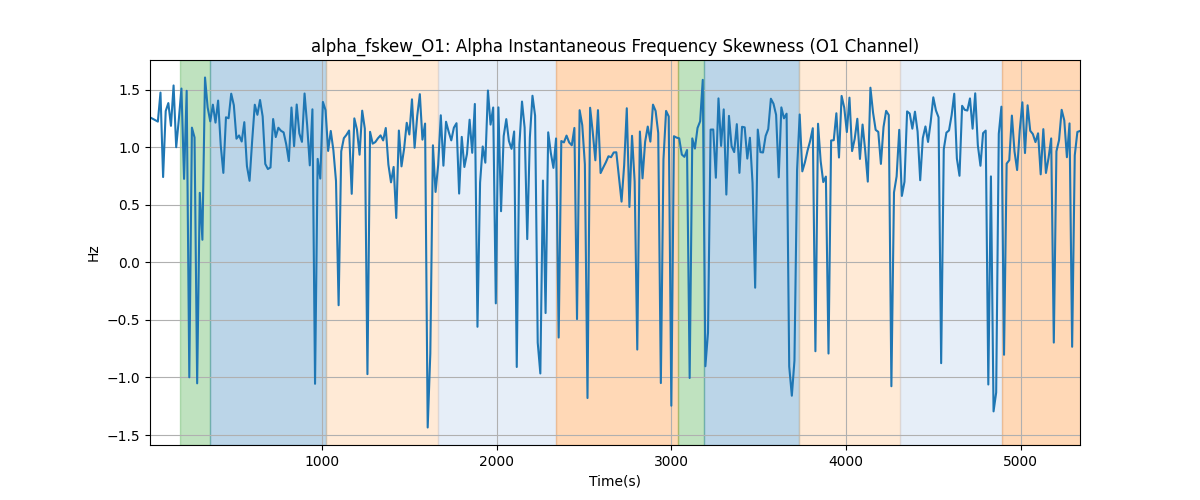 alpha_fskew_O1: Alpha Instantaneous Frequency Skewness (O1 Channel)
1.5
1.0
0.5
0.0
−0.5
−1.0
−1.5
Hz
1000 2000 3000 4000 5000
Time(s)